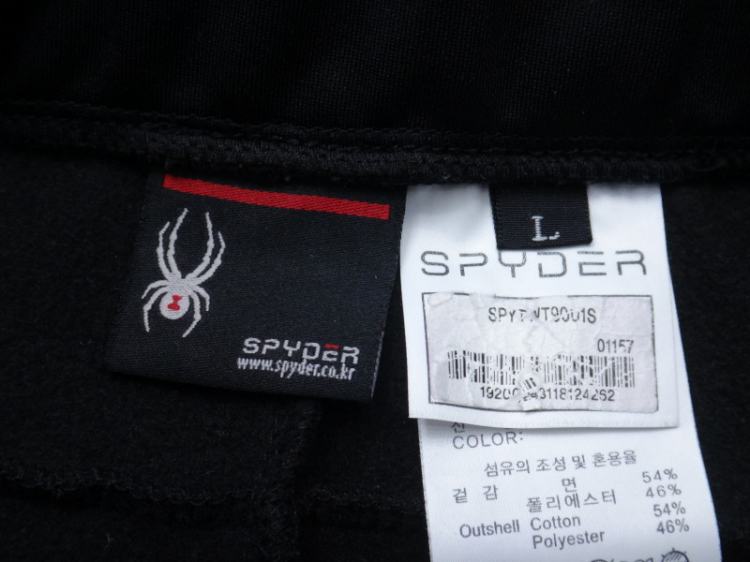 L
SPYDER
01157
SPYDER
www.spyder.co.kr
COLOR:
섬유의 조성 및 혼용율
겉 감 면 54%
폴리에스터 46%
Outshell Cotton 54%
Polyester 46%